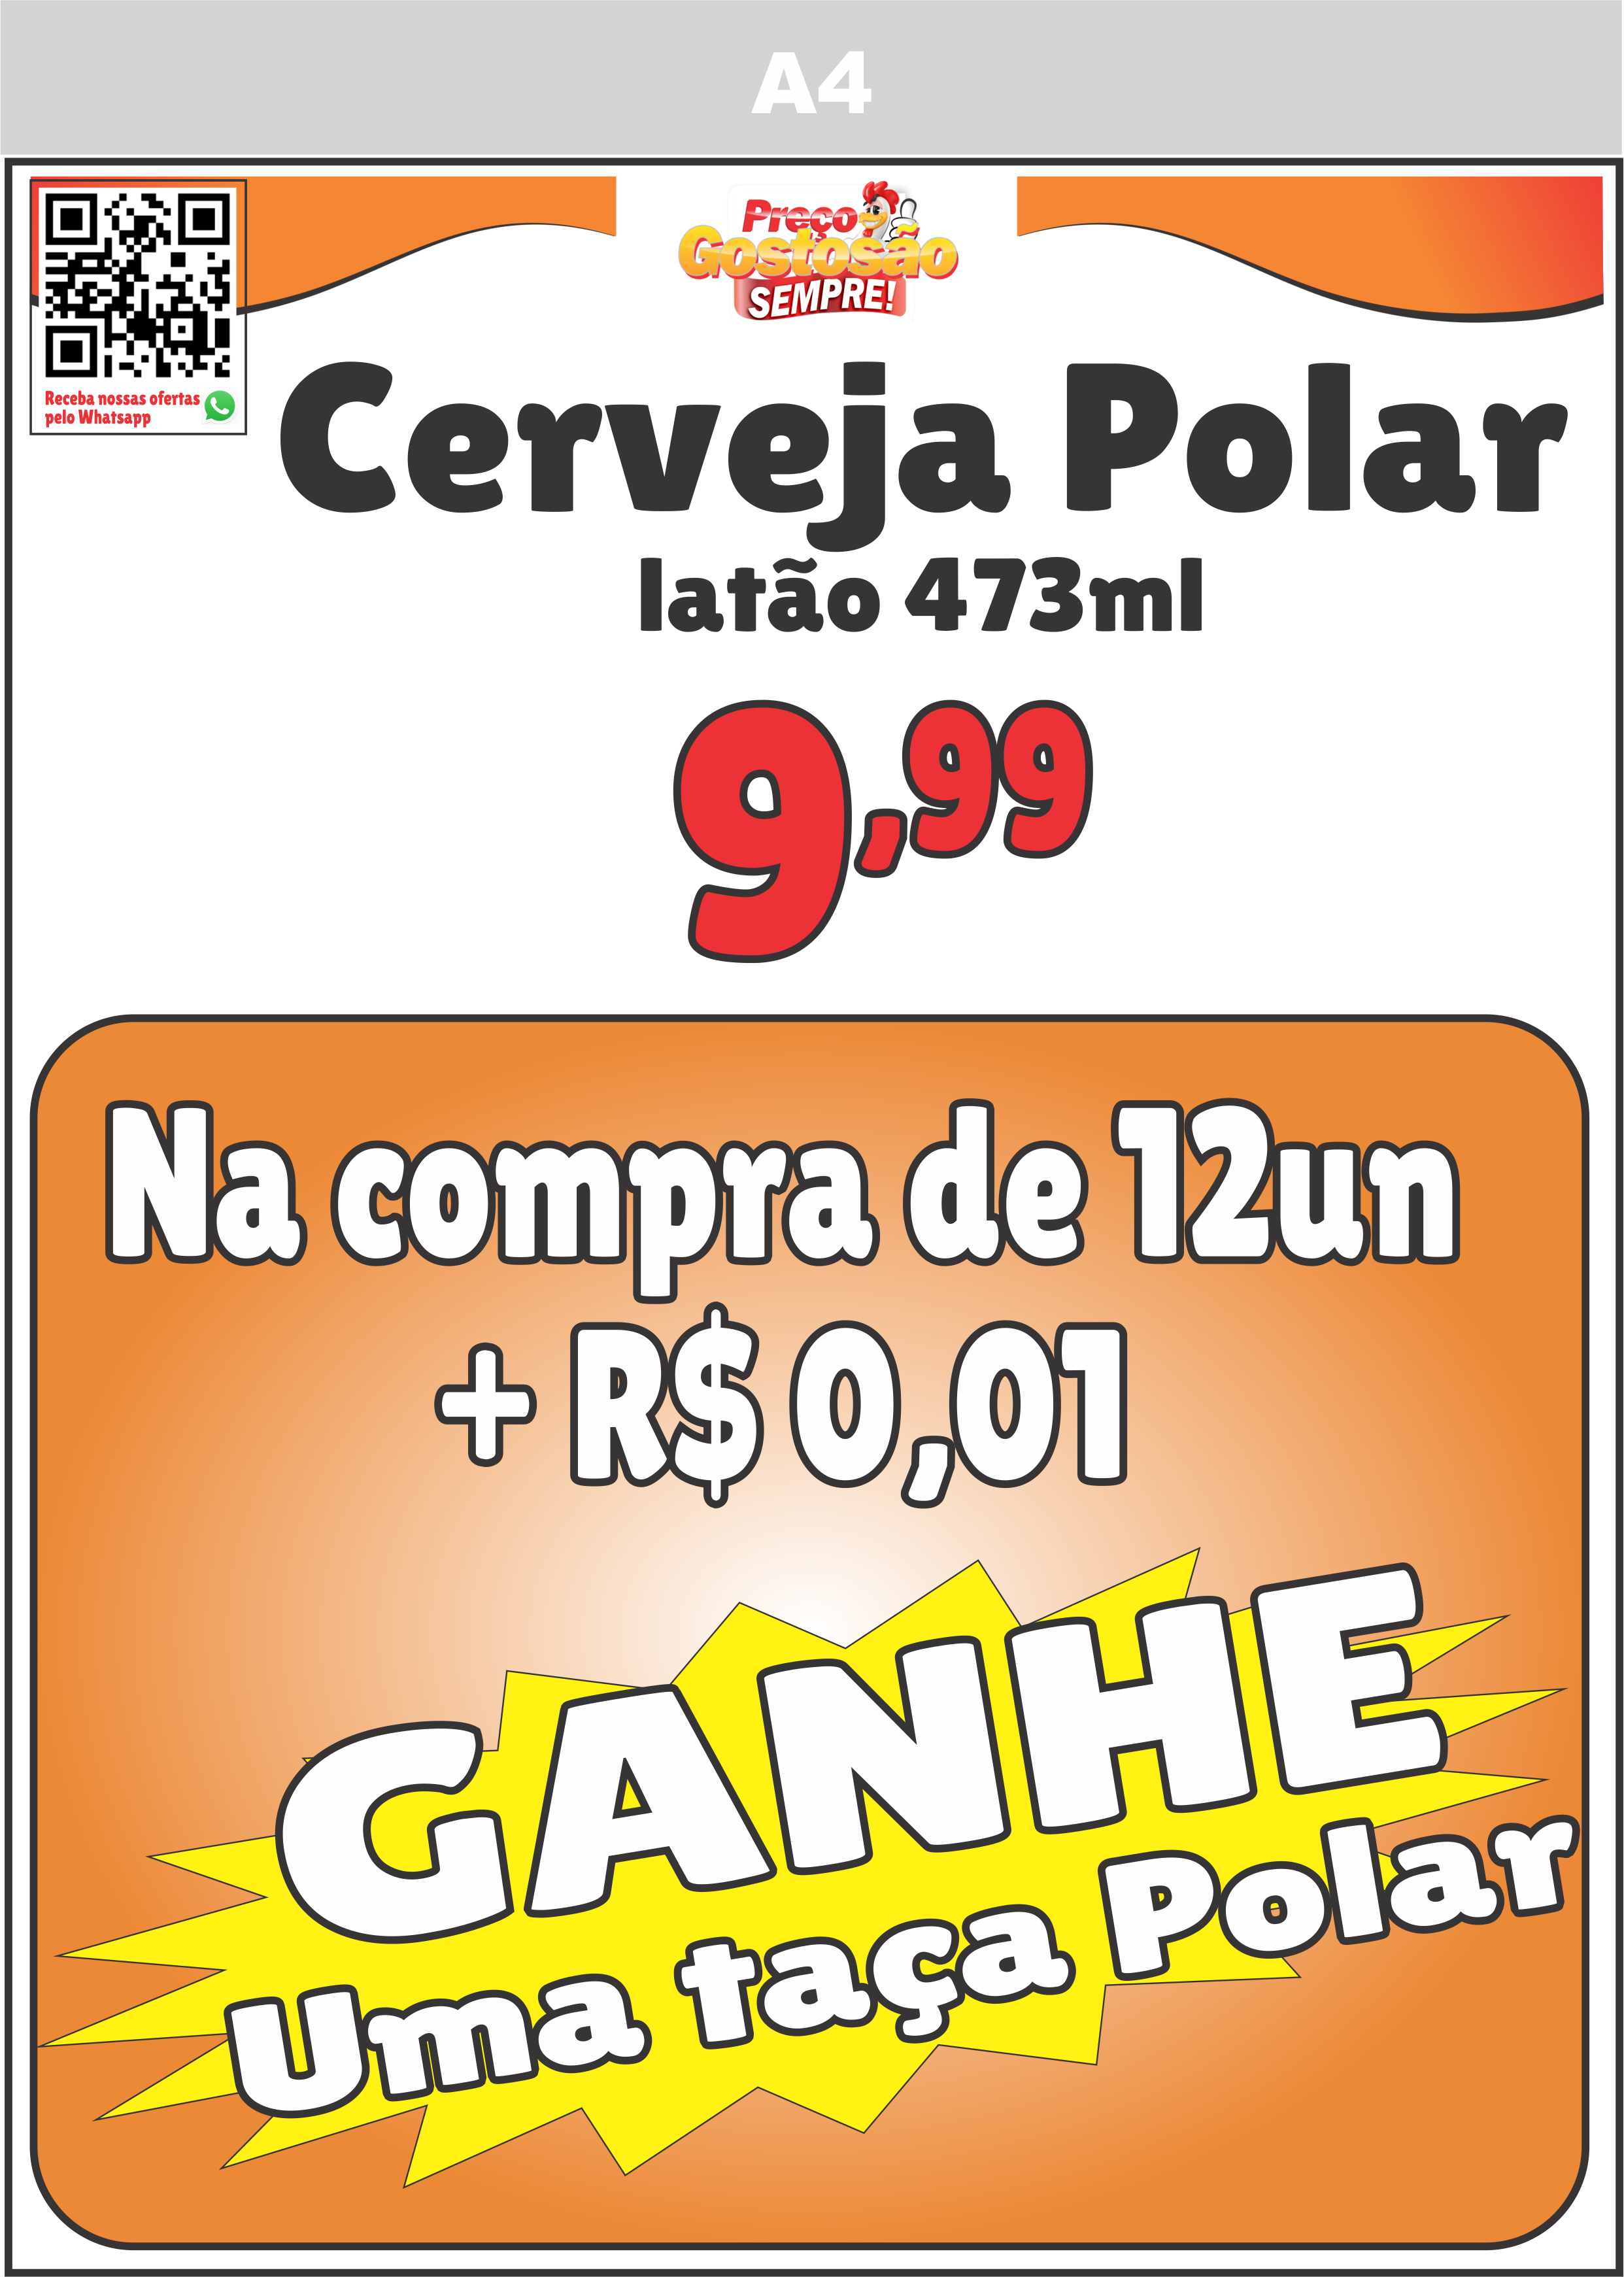 A4
Preço
Gostosão
SEMPRE!
Receba nossas ofertas
pelo Whatsapp
Cerveja Polar
latão 473ml
9,99
Na compra de 12un
+ R$ 0,01
GANHE
Uma taça Polar